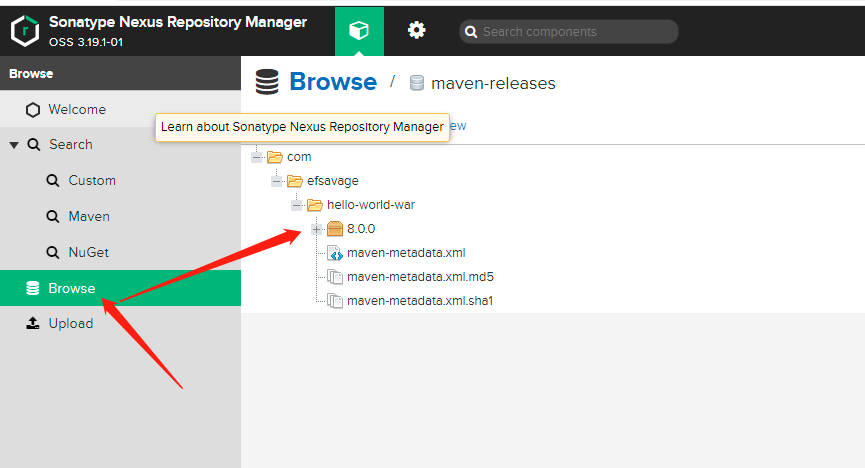 Sonatype Nexus Repository Manager
OSS 3.19.1-01
Search components
Browse
Browse / maven-releases
Welcome
Learn about Sonatype Nexus Repository Manager
ew
Search
com
Custom
efsavage
Maven
hello-world-war
8.0.0
NuGet
maven-metadata.xml
maven-metadata.xml.md5
Browse
maven-metadata.xml.sha1
Upload